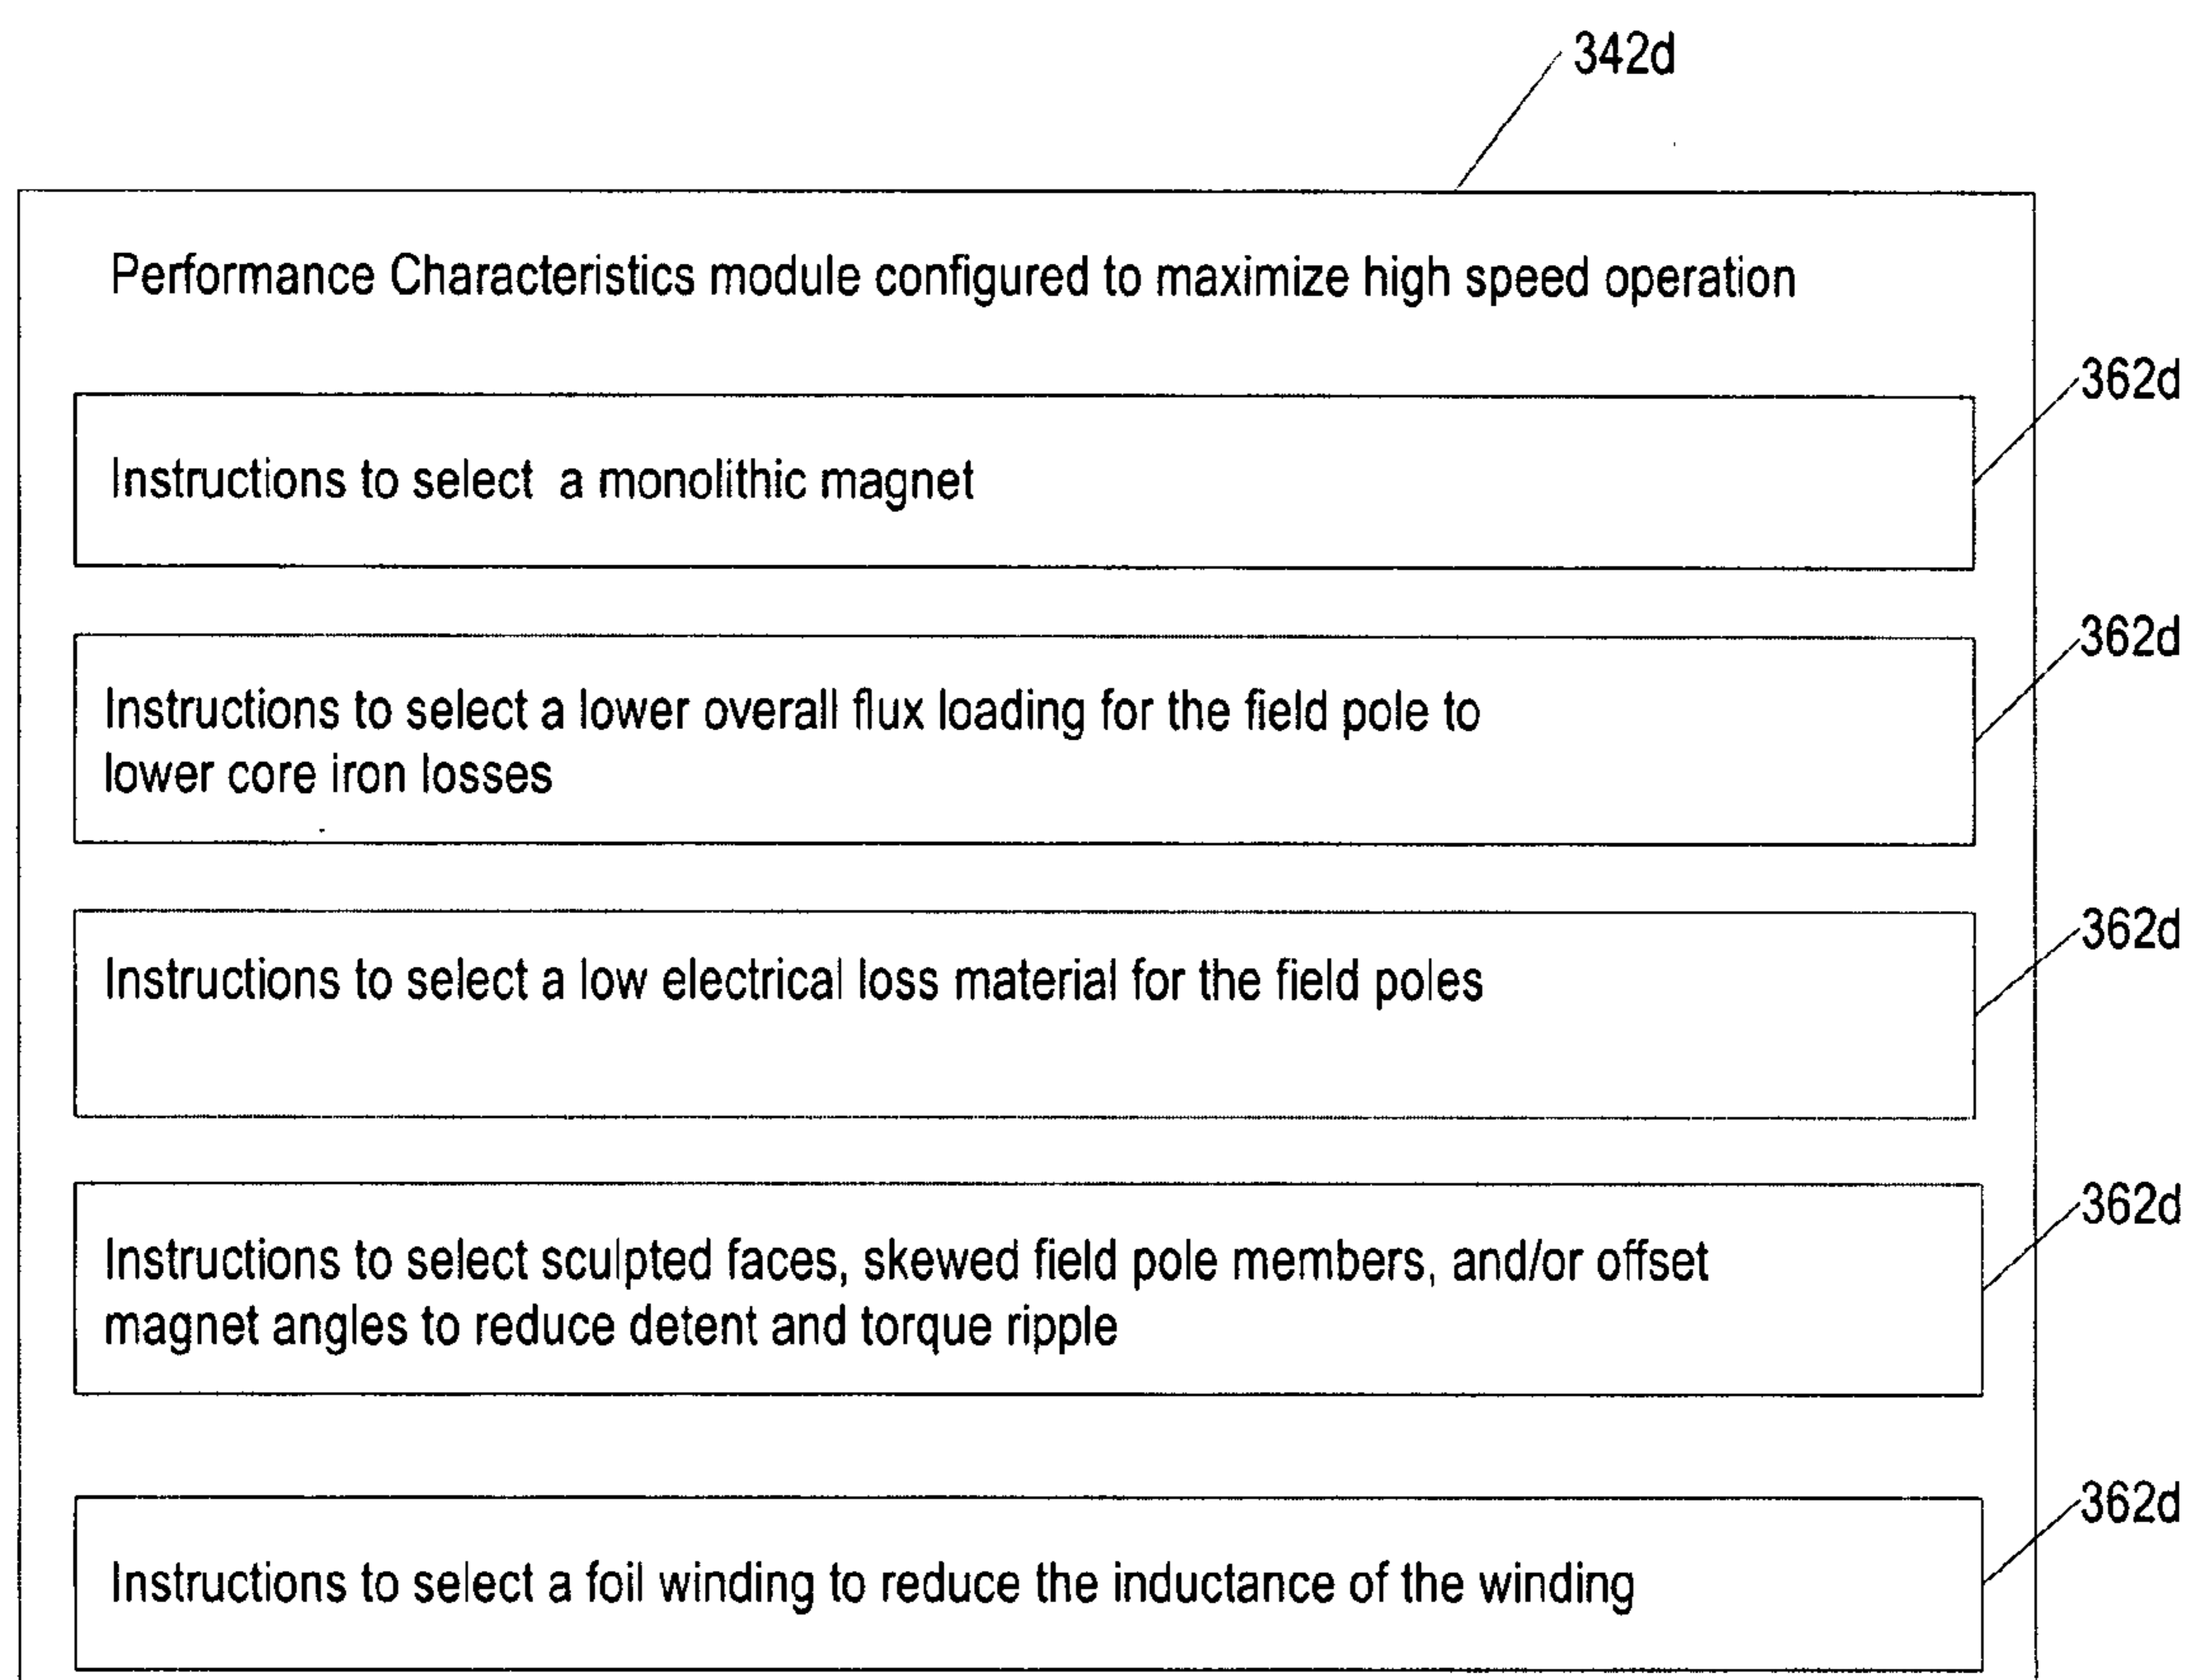 342d
Performance Characteristics module configured to maximize high speed operation
362d
Instructions to select a monolithic magnet
362d
Instructions to select a lower overall flux loading for the field pole to
lower core iron losses
362d
Instructions to select a low electrical loss material for the field poles
362d
Instructions to select sculpted faces, skewed field pole members, and/or offset
magnet angles to reduce detent and torque ripple
362d
Instructions to select a foil winding to reduce the inductance of the winding